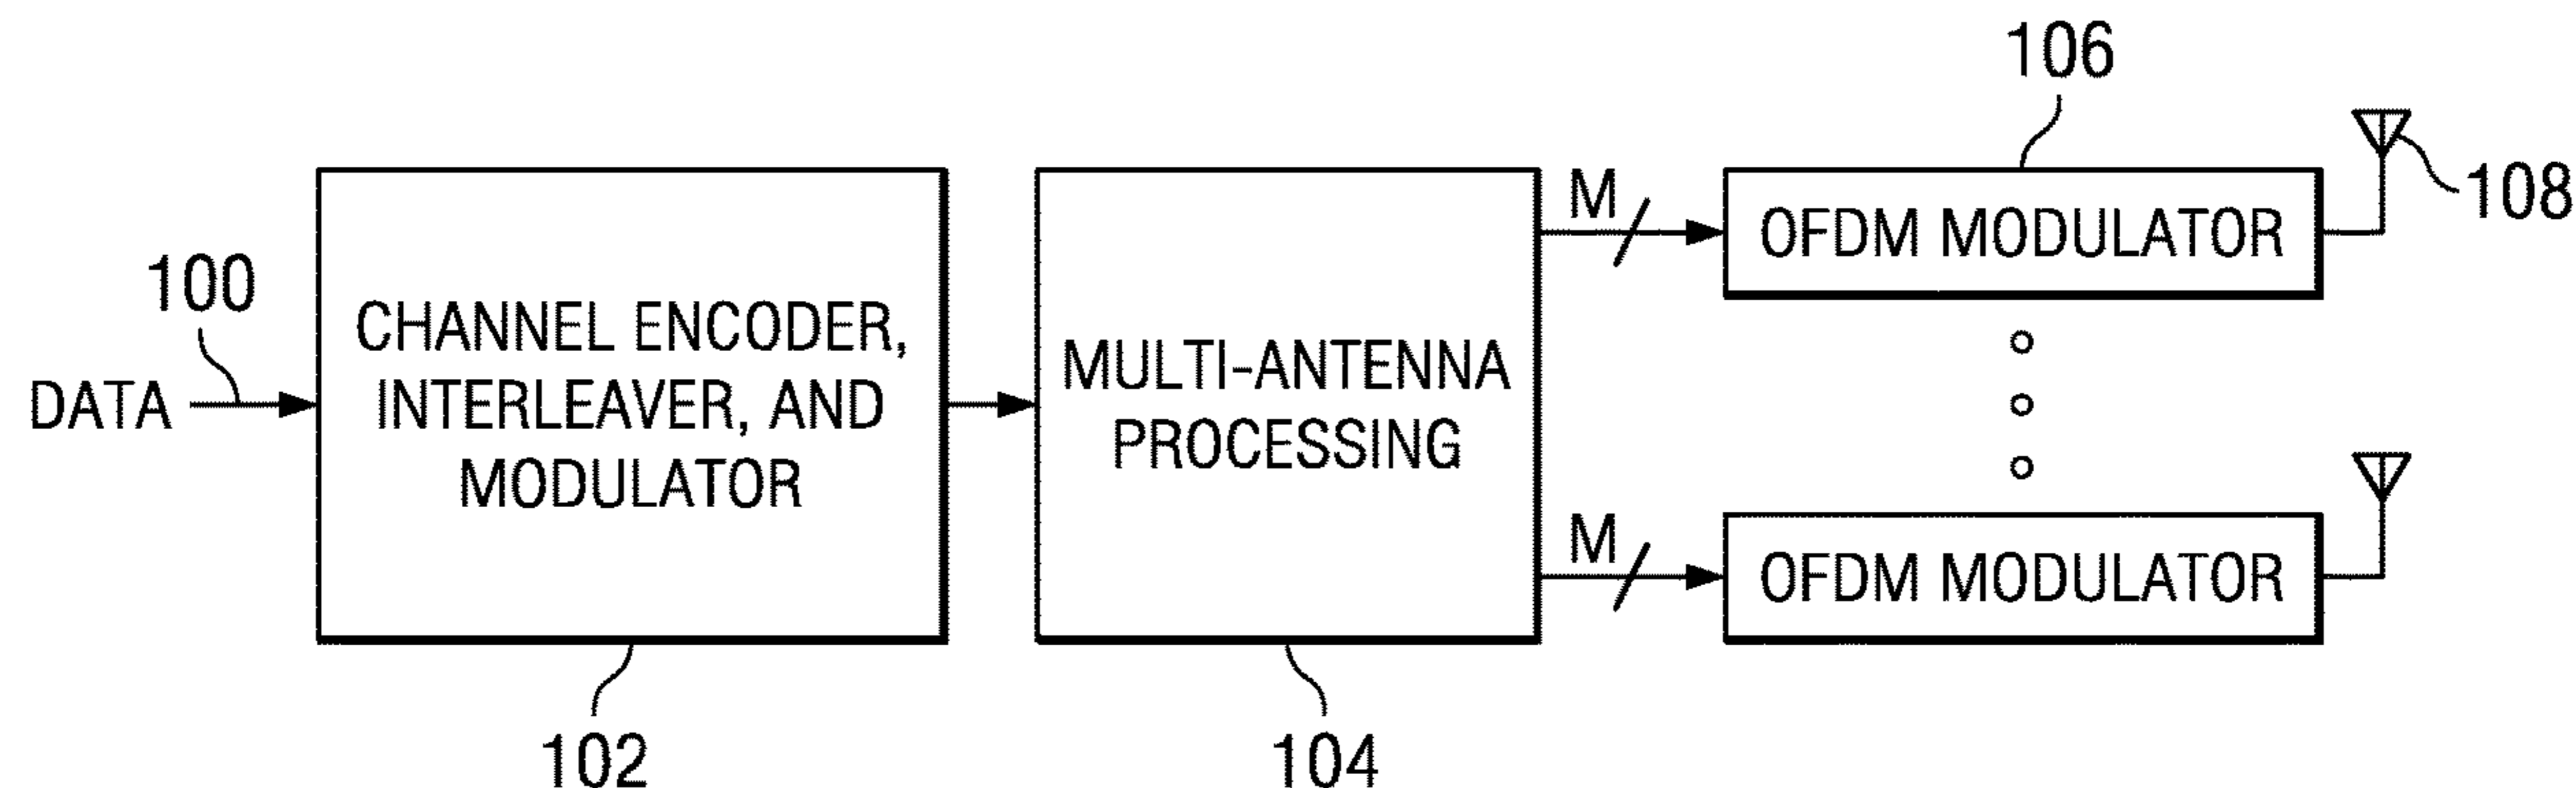 106
108
M
OFDM MODULATOR
100
DATA
CHANNEL ENCODER,
INTERLEAVER, AND
MODULATOR
MULTI-ANTENNA
PROCESSING
M
OFDM MODULATOR
102
104